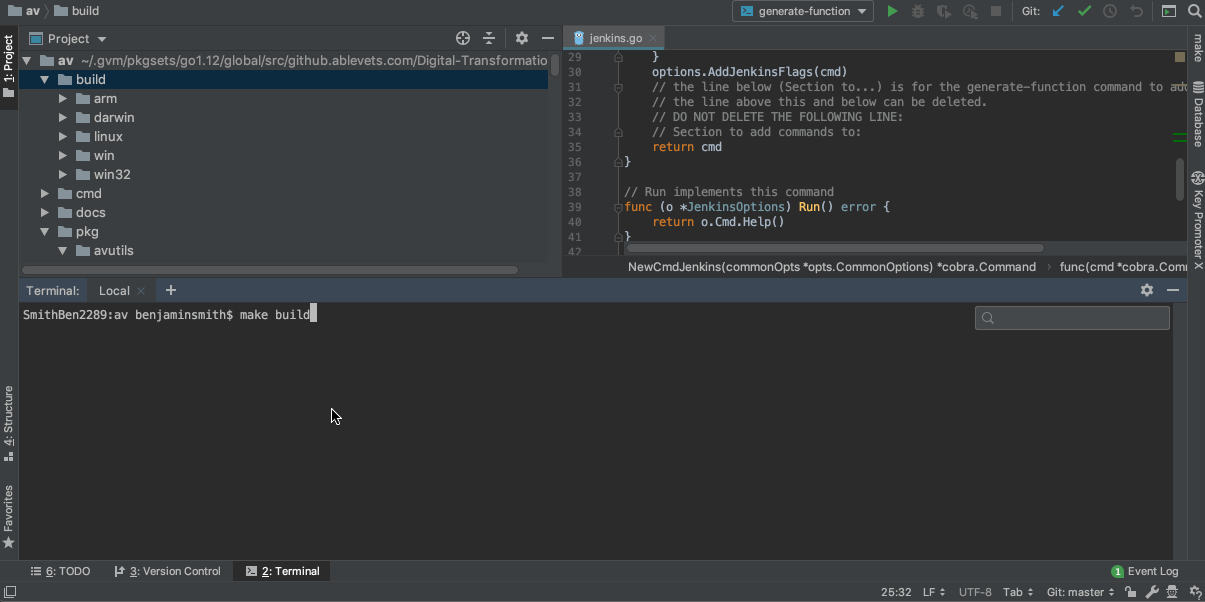 av build
generate-function
Git:
1: Project
Project
jenkins.go
av ~/.gvm/pkgsets/go1.12/global/src/github.ablevets.com/Digital-Transformatio
build
arm
darwin
linux
win
win32
cmd
docs
pkg
avutils
29 }
30 options.AddJenkinsFlags(cmd)
31 // the line below (Section to...) is for the generate-function command to add
32 // the line above this and below can be deleted.
33 // DO NOT DELETE THE FOLLOWING LINE:
34 // Section to add commands to:
35 return cmd
36 }
37
38 // Run implements this command
39 func (o *JenkinsOptions) Run() error {
40 return o.Cmd.Help()
41 }
42
NewCmdJenkins(commonOpts *opts.CommonOptions) *cobra.Command › func(cmd *cobra.Comm
make
Database
Key Promoter X
Terminal: Local
SmithBen2289:av benjaminsmith$ make build
4: Structure
Favorites
6: TODO 3: Version Control 2: Terminal
1 Event Log
25:32 LF UTF-8 Tab Git: master